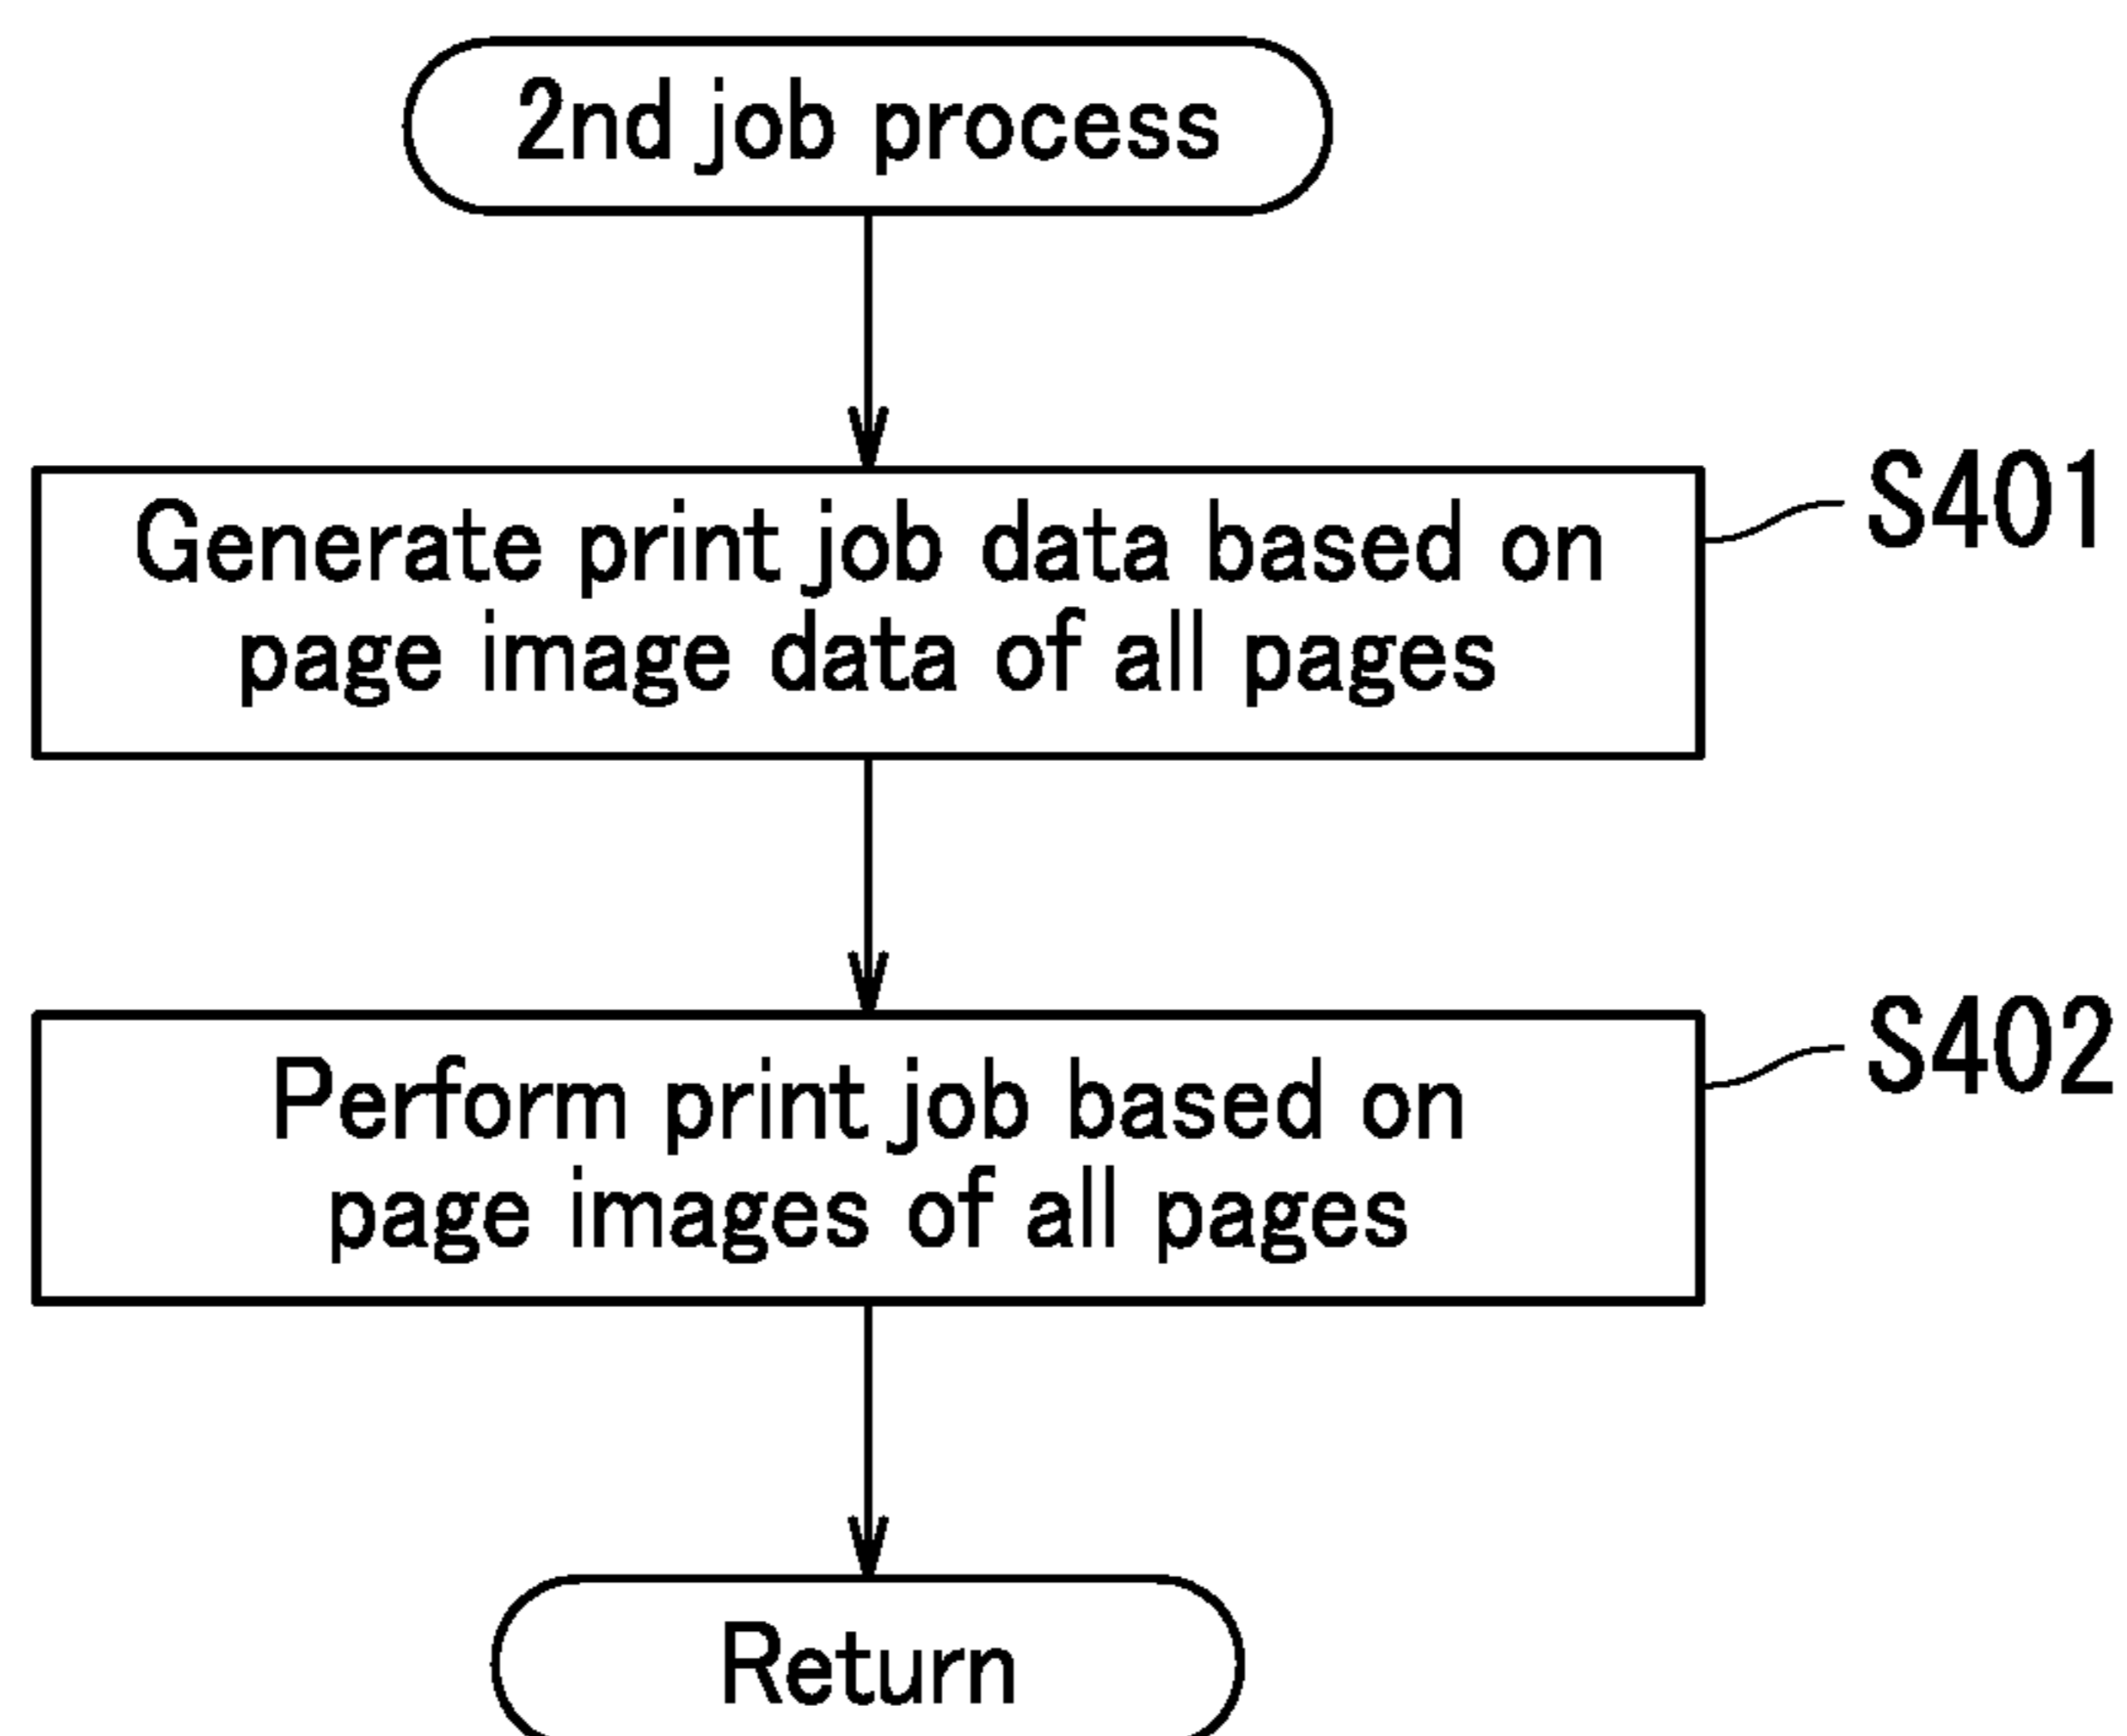 2nd job process
S401
Generate print job data based on
page image data of all pages
S402
Perform print job based on
page images of all pages
Return